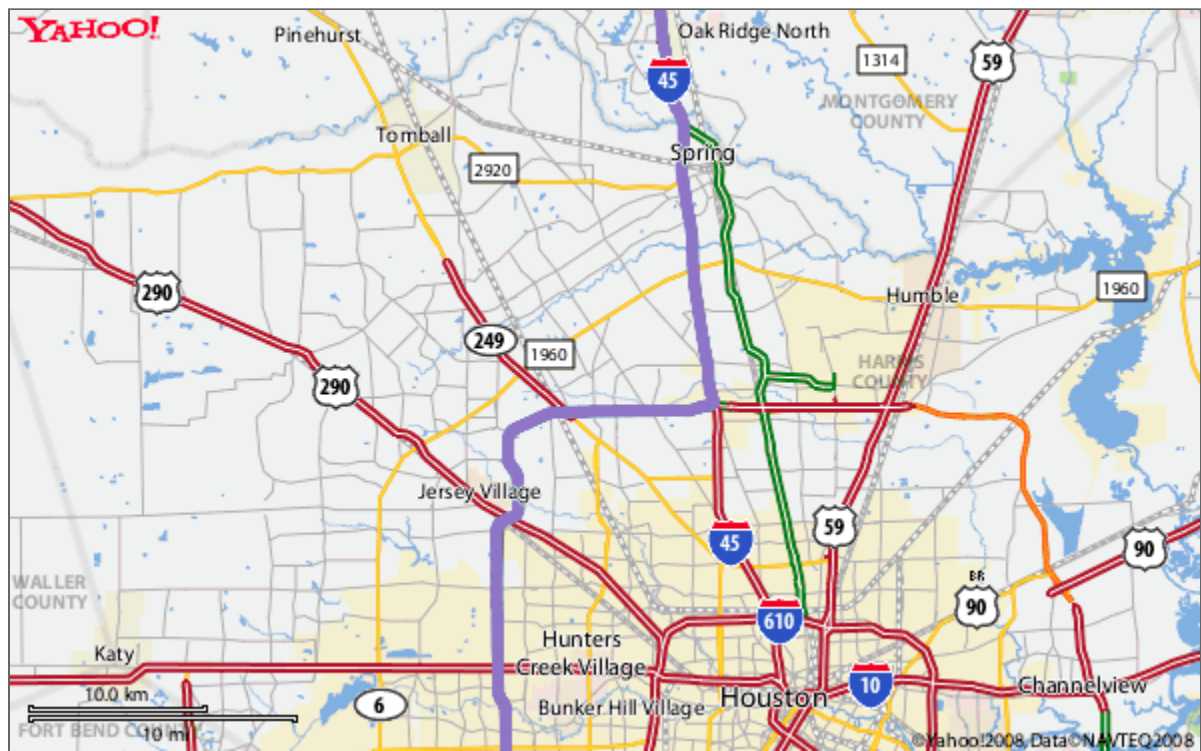 YAHOO!
Pinehurst
Oak Ridge North
45
59
1314
MONTGOMERY
COUNTY
Tomball
Spring
2920
290
Humble
1960
249
1960
HARRIS
COUNTY
290
Jersey Village
45
59
90
WALLER
COUNTY
BR
90
610
Katy
Hunters
Creek Village
10.0 km
6
10
Channelview
Houston
Bunker Hill Village
FORT BEND COUNTY
10 mi
©Yahoo!2008, Data©NAVTEQ2008